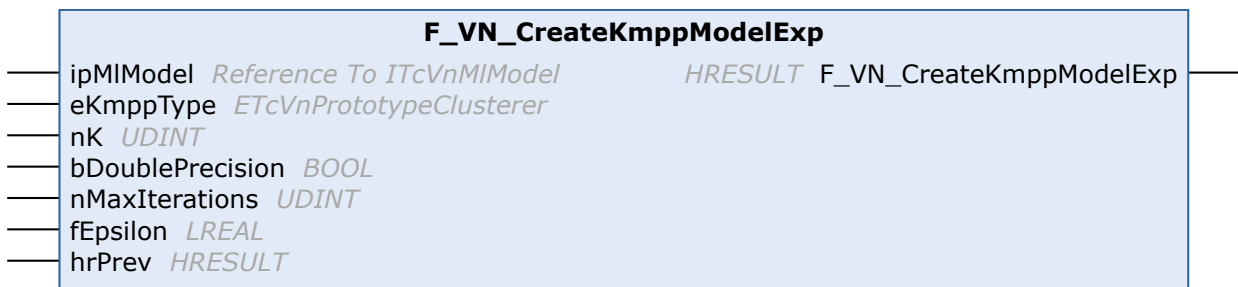 F_VN_CreateKmppModelExp
ipMlModel Reference To ITcVnMlModel HRESULT F_VN_CreateKmppModelExp
eKmppType ETcVnPrototypeClusterer
nK UDINT
bDoublePrecision BOOL
nMaxIterations UDINT
fEpsilon LREAL
hrPrev HRESULT